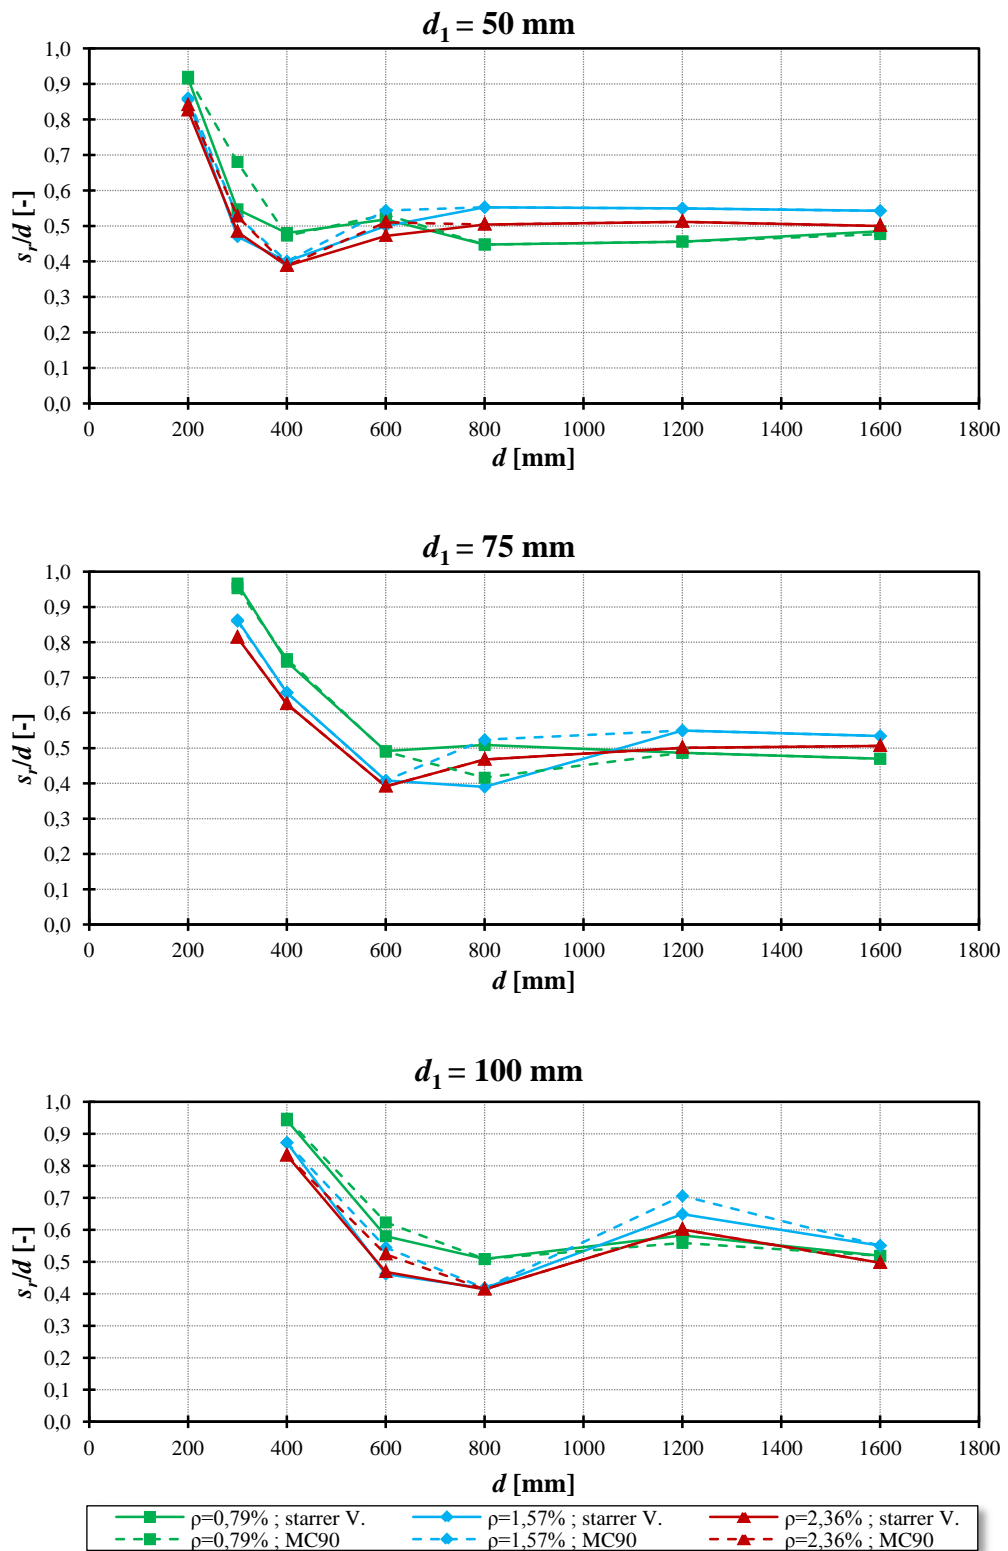 d1 = 50 mm
1,0
0,9
0,8
0,7
0,6
0,5
0,4
0,3
0,2
0,1
0,0
sr/d [-]
0 200 400 600 800 1000 1200 1400 1600 1800
d [mm]
d1 = 75 mm
1,0
0,9
0,8
0,7
0,6
0,5
0,4
0,3
0,2
0,1
0,0
sr/d [-]
0 200 400 600 800 1000 1200 1400 1600 1800
d [mm]
d1 = 100 mm
1,0
0,9
0,8
0,7
0,6
0,5
0,4
0,3
0,2
0,1
0,0
sr/d [-]
0 200 400 600 800 1000 1200 1400 1600 1800
d [mm]
ρ=0,79% ; starrer V. ρ=1,57% ; starrer V. ρ=2,36% ; starrer V.
ρ=0,79% ; MC90 ρ=1,57% ; MC90 ρ=2,36% ; MC90